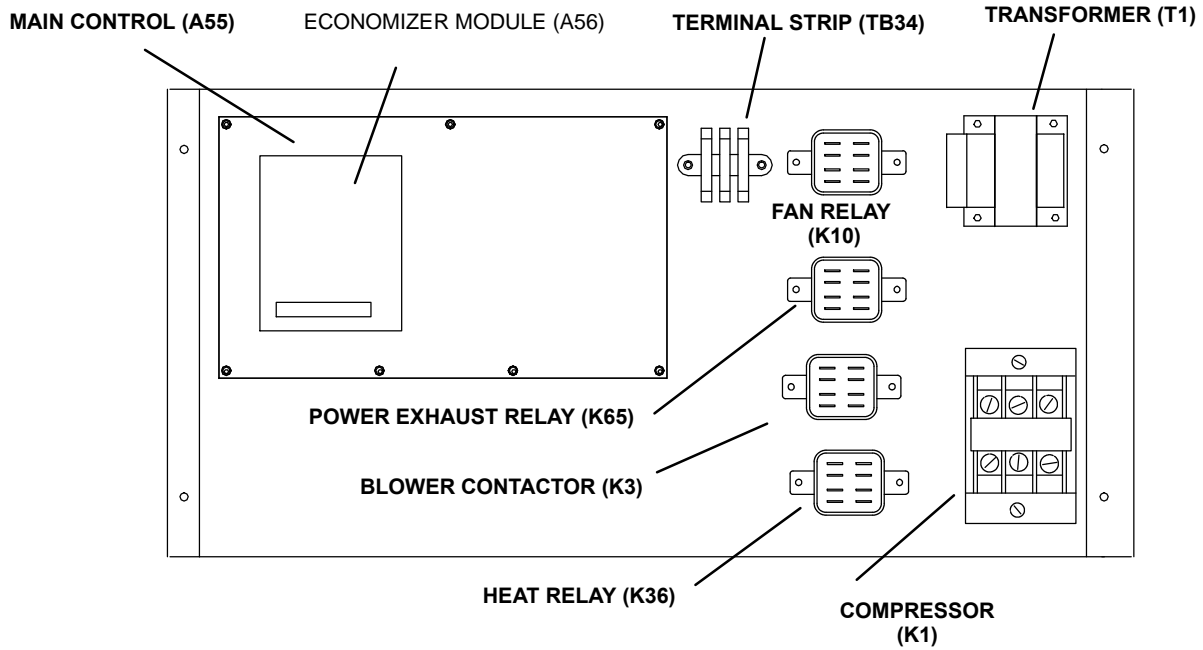 MAIN CONTROL (A55)
ECONOMIZER MODULE (A56)
TERMINAL STRIP (TB34)
TRANSFORMER (T1)
FAN RELAY
(K10)
POWER EXHAUST RELAY (K65)
BLOWER CONTACTOR (K3)
HEAT RELAY (K36)
COMPRESSOR
(K1)